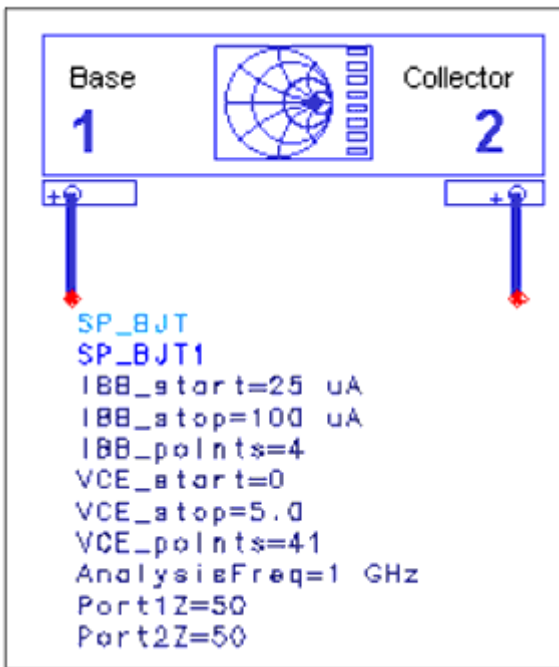 Base
Collector
1
2
+
+
SP_BJT
SP_BJT1
IBB_start=25 uA
IBB_stop=100 uA
IBB_points=4
VCE_start=0
VCE_stop=5.0
VCE_points=41
AnalysisFreq=1 GHz
Port1Z=50
Port2Z=50